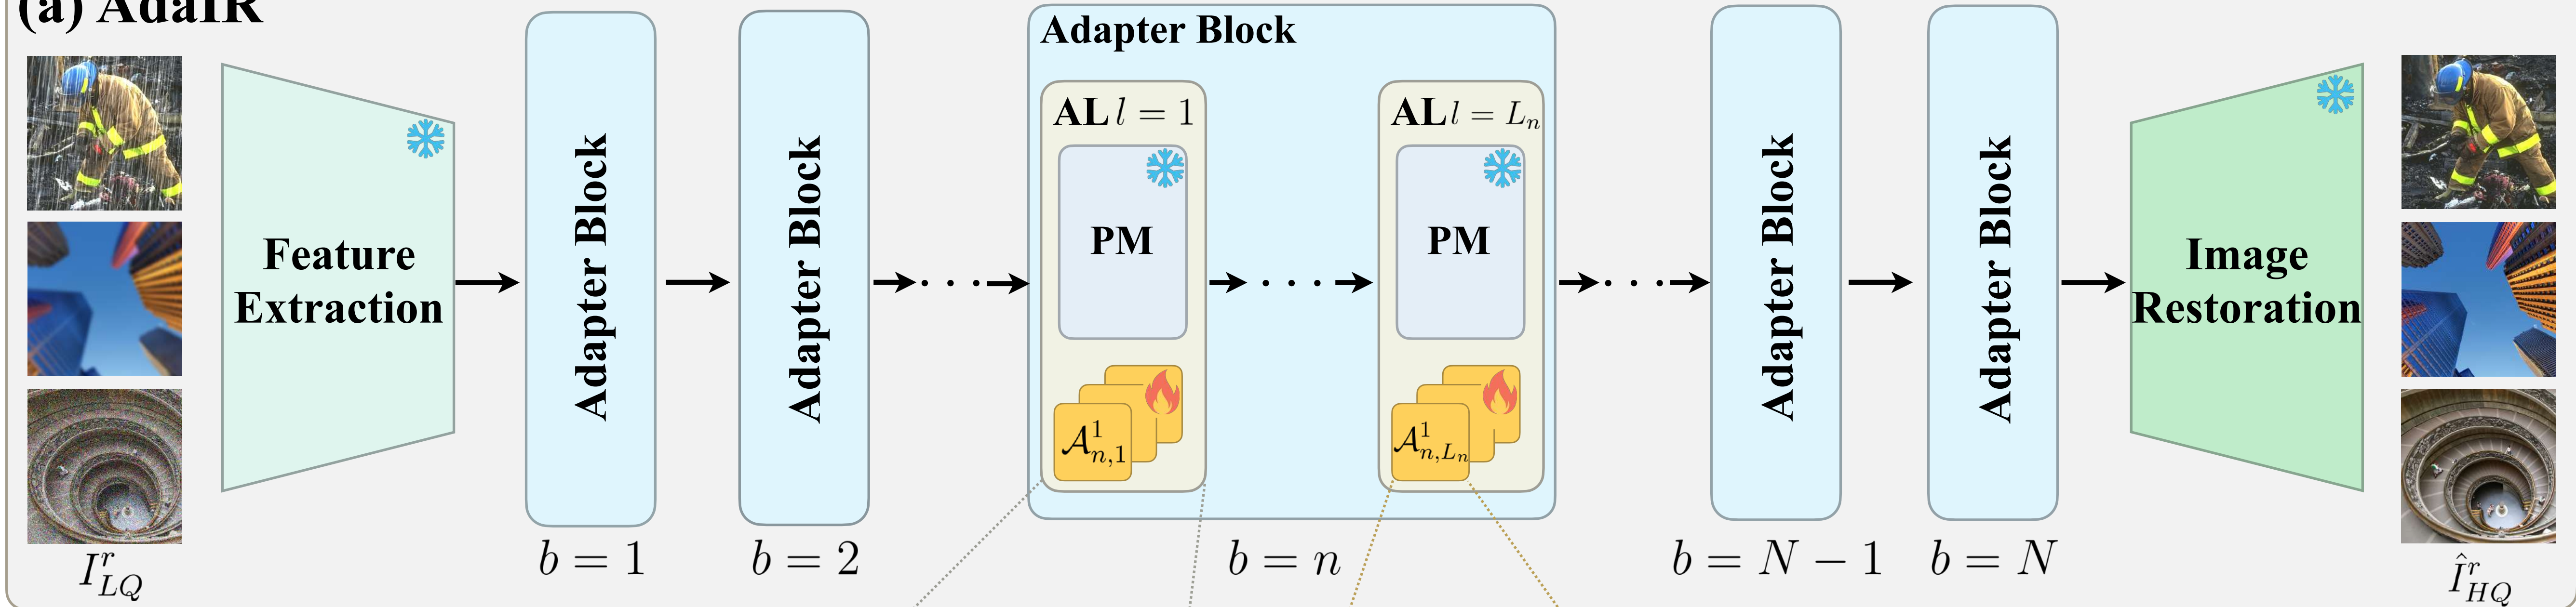 (a) AdaIR
Adapter Block
AL l = 1
AL l = L_n
PM
PM
Feature
Extraction
Adapter Block
Adapter Block
Adapter Block
Adapter Block
Image
Restoration
𝒜^1_{n,1}
𝒜^1_{n,L_n}
I^r_{LQ}
b = 1
b = 2
b = n
b = N − 1
b = N
Î^r_{HQ}